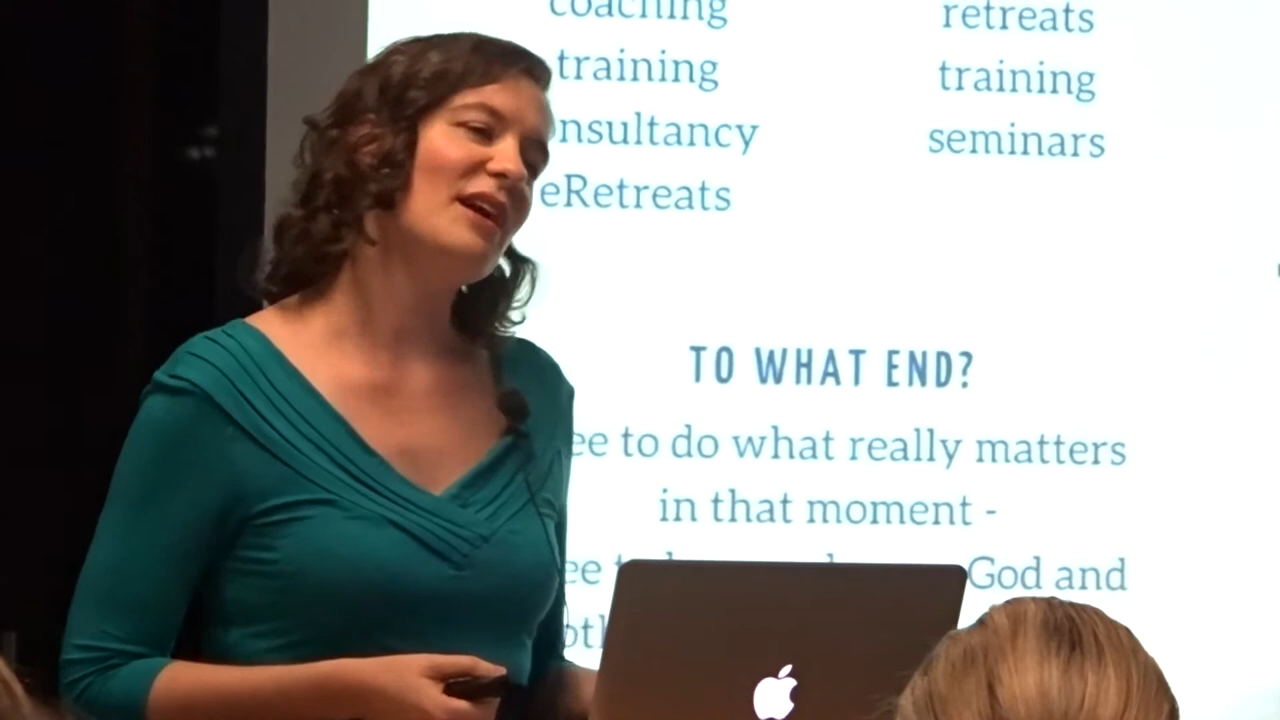 coaching
training
nsultancy
eRetreats
retreats
training
seminars
TO WHAT END?
ee to do what really matters
in that moment -
God and